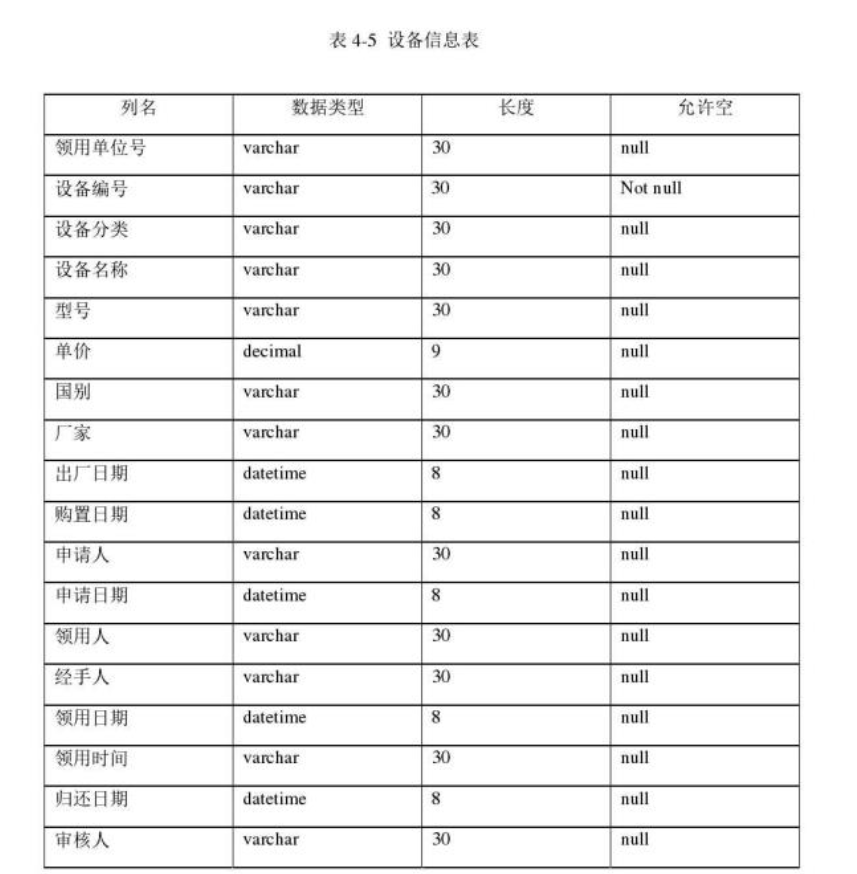 表 4-5 设备信息表
列名 数据类型 长度 允许空
领用单位号 varchar 30 null
设备编号 varchar 30 Not null
设备分类 varchar 30 null
设备名称 varchar 30 null
型号 varchar 30 null
单价 decimal 9 null
国别 varchar 30 null
厂家 varchar 30 null
出厂日期 datetime 8 null
购置日期 datetime 8 null
申请人 varchar 30 null
申请日期 datetime 8 null
领用人 varchar 30 null
经手人 varchar 30 null
领用日期 datetime 8 null
领用时间 varchar 30 null
归还日期 datetime 8 null
审核人 varchar 30 null